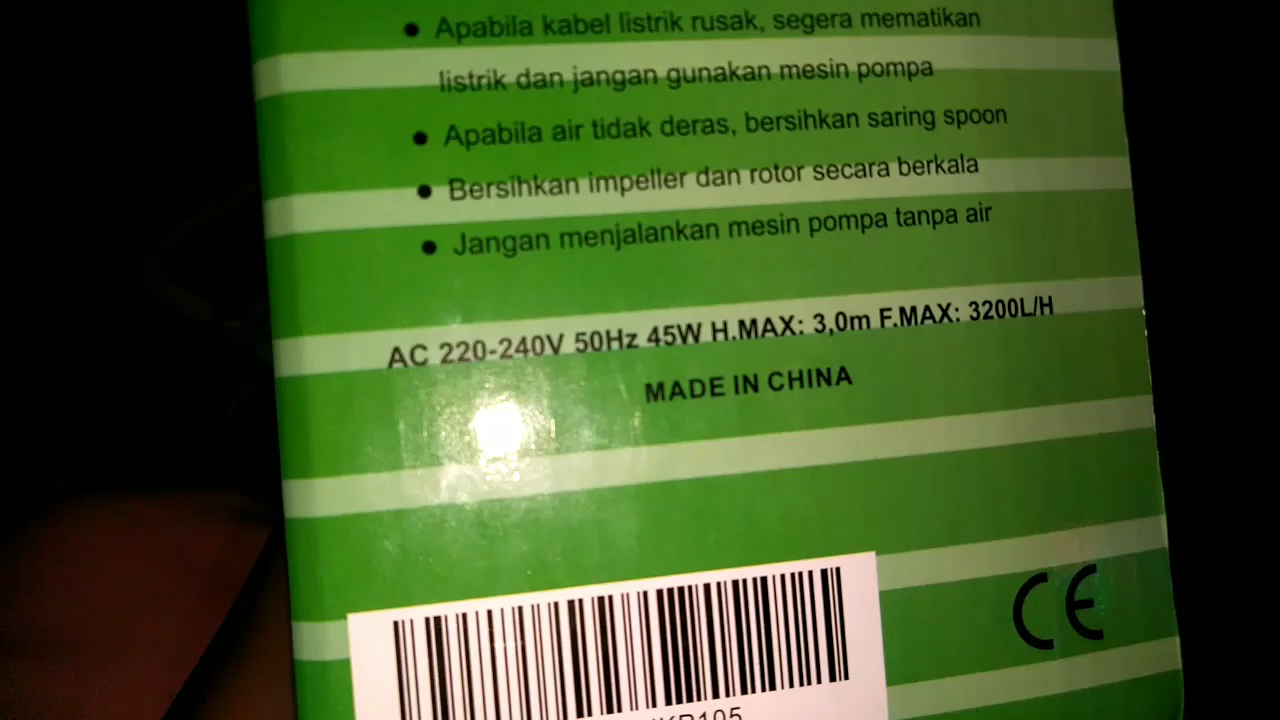 ● Apabila kabel listrik rusak, segera mematikan
listrik dan jangan gunakan mesin pompa
● Apabila air tidak deras, bersihkan saring spoon
● Bersihkan impeller dan rotor secara berkala
● Jangan menjalankan mesin pompa tanpa air
AC 220-240V 50Hz 45W H.MAX: 3,0m F.MAX: 3200L/H
MADE IN CHINA
CE